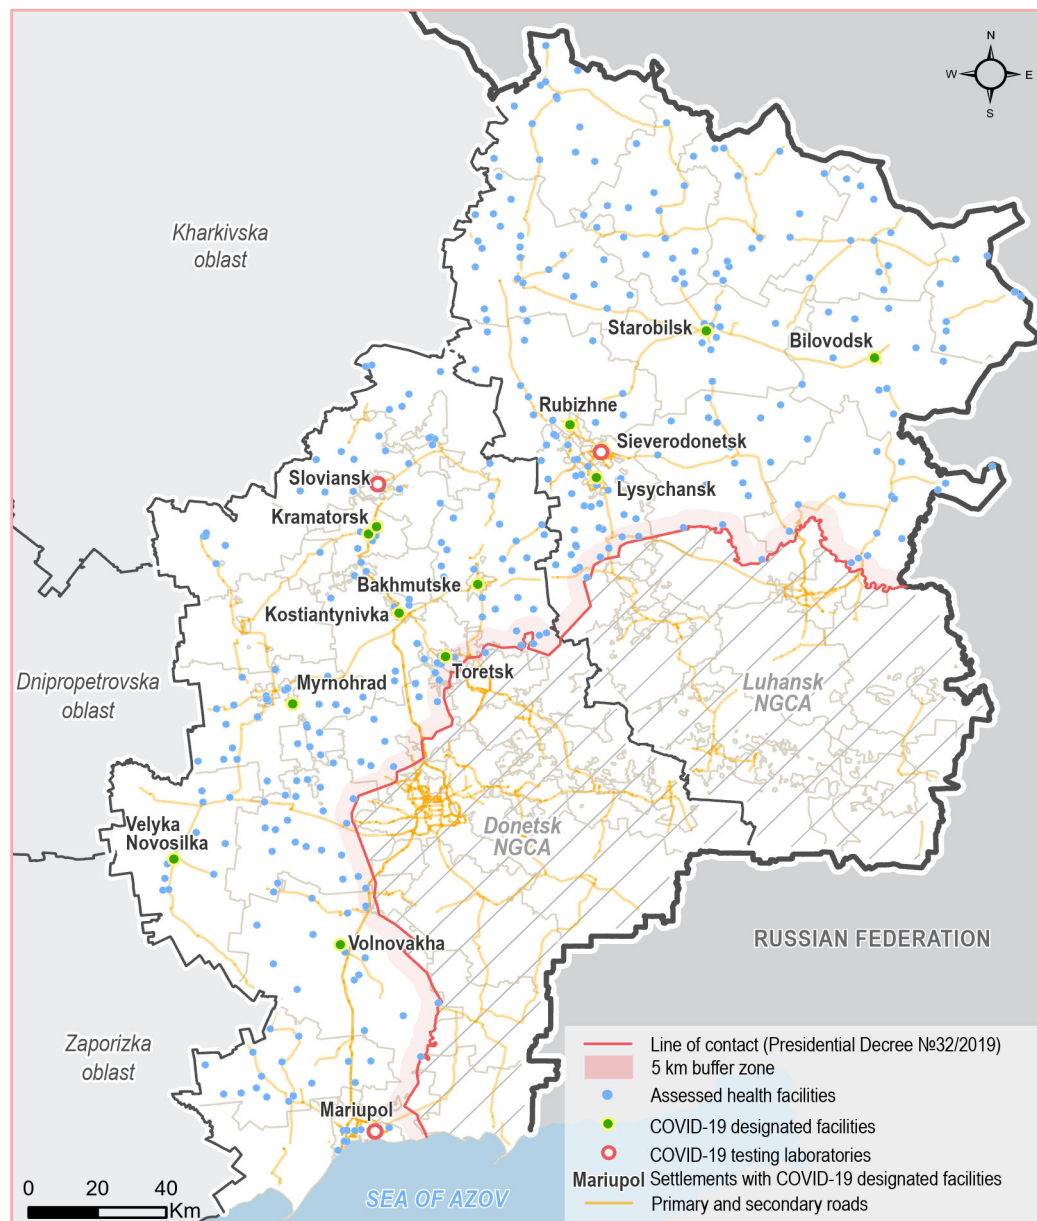 N
W
E
S
Kharkivska
oblast
Starobilsk
Bilovodsk
Rubizhne
Sieverodonetsk
Sloviansk
Lysychansk
Kramatorsk
Bakhmutske
Kostiantynivka
Toretsk
Dnipropetrovska
oblast
Myrnohrad
Luhansk
NGCA
Velyka
Novosilka
Donetsk
NGCA
Volnovakha
RUSSIAN FEDERATION
Zaporizka
oblast
Mariupol
SEA OF AZOV
0 20 40
Km
Line of contact (Presidential Decree №32/2019)
5 km buffer zone
Assessed health facilities
COVID-19 designated facilities
COVID-19 testing laboratories
Mariupol Settlements with COVID-19 designated facilities
Primary and secondary roads